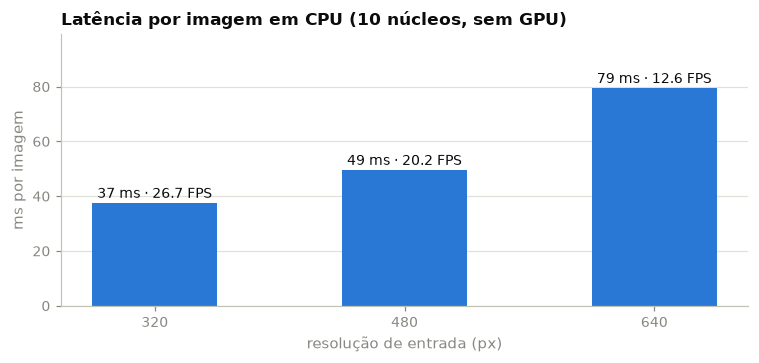 Latência por imagem em CPU (10 núcleos, sem GPU)
ms por imagem
80
60
40
20
0
37 ms · 26.7 FPS
49 ms · 20.2 FPS
79 ms · 12.6 FPS
320
480
640
resolução de entrada (px)